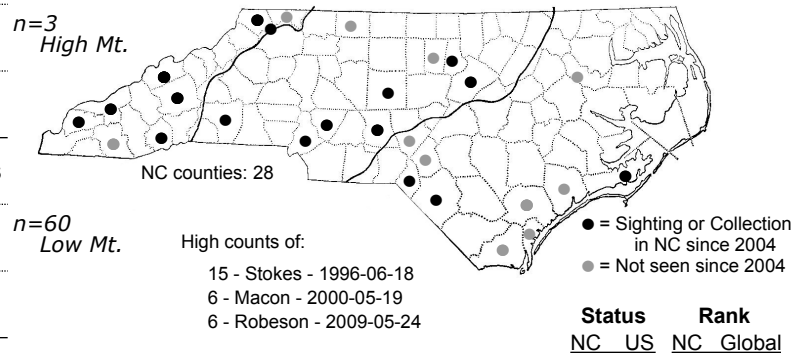 n=3
High Mt.
NC counties: 28
n=60
Low Mt.
High counts of:
15 - Stokes - 1996-06-18
6 - Macon - 2000-05-19
6 - Robeson - 2009-05-24
= Sighting or Collection
in NC since 2004
= Not seen since 2004
Status Rank
NC US NC Global